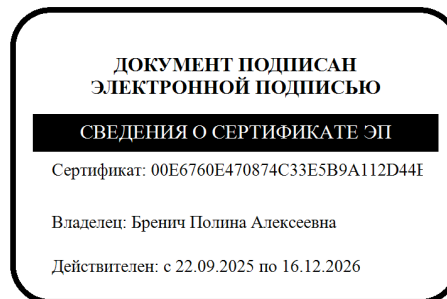 ДОКУМЕНТ ПОДПИСАН
ЭЛЕКТРОННОЙ ПОДПИСЬЮ
СВЕДЕНИЯ О СЕРТИФИКАТЕ ЭП
Сертификат: 00E6760E470874C33E5B9A112D44E
Владелец: Бренич Полина Алексеевна
Действителен: с 22.09.2025 по 16.12.2026